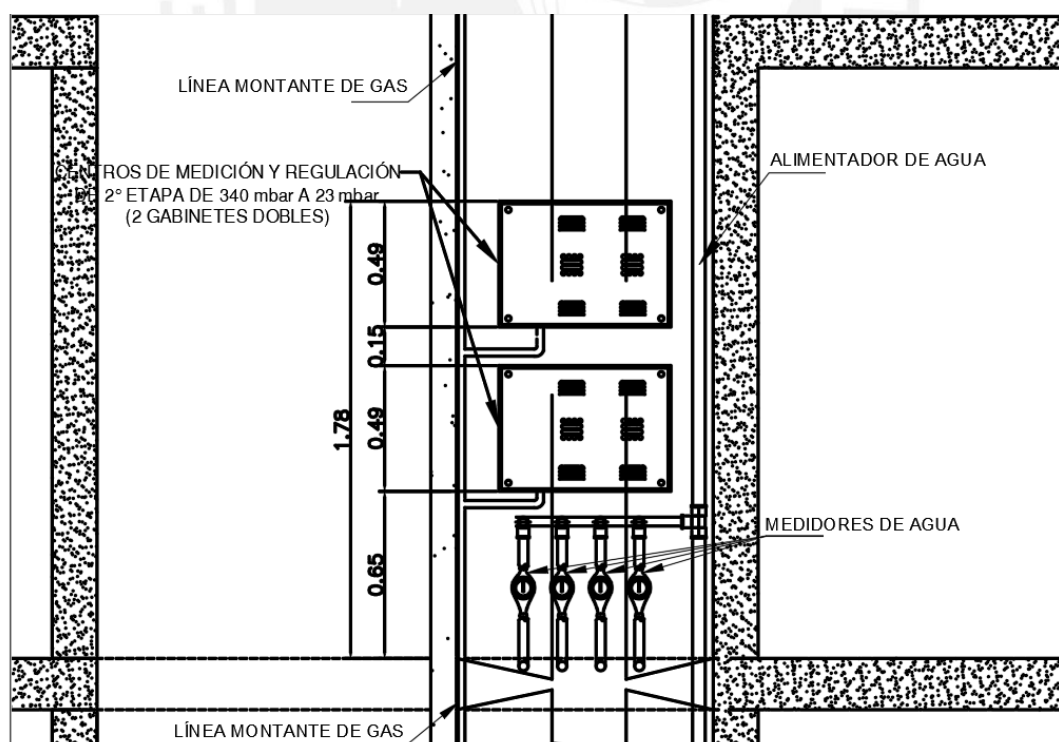 LÍNEA MONTANTE DE GAS
CENTROS DE MEDICIÓN Y REGULACIÓN
DE 2° ETAPA DE 340 mbar A 23 mbar
(2 GABINETES DOBLES)
ALIMENTADOR DE AGUA
0.49
0.15
1.78
0.49
MEDIDORES DE AGUA
0.65
LÍNEA MONTANTE DE GAS